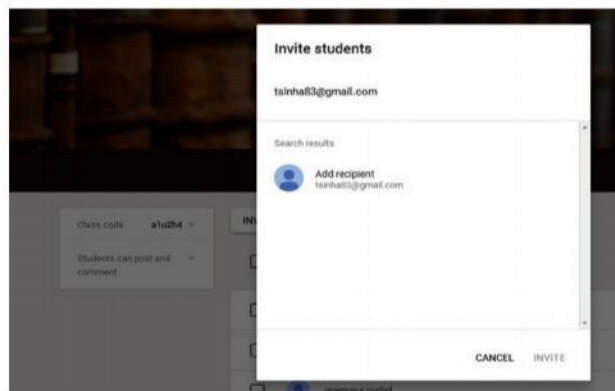 Invite students
tsinha83@gmail.com
Search results
Add recipient
tsinha83@gmail.com
Class code a1u2h4
Students can post and
comment
INV
CANCEL INVITE